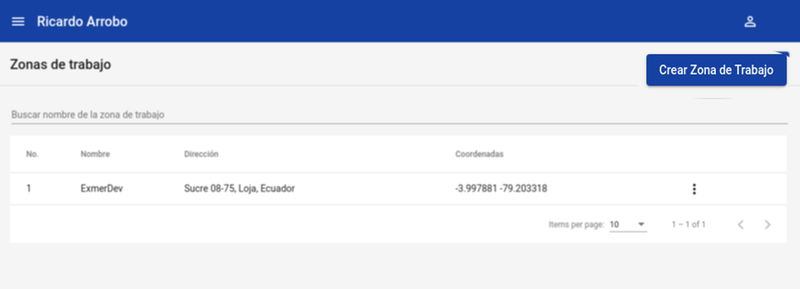 Ricardo Arrobo
Zonas de trabajo
Crear Zona de Trabajo
Buscar nombre de la zona de trabajo
No. Nombre Dirección Coordenadas
1 ExmerDev Sucre 08-75, Loja, Ecuador -3.997881 -79.203318
Items per page: 10 1 – 1 of 1